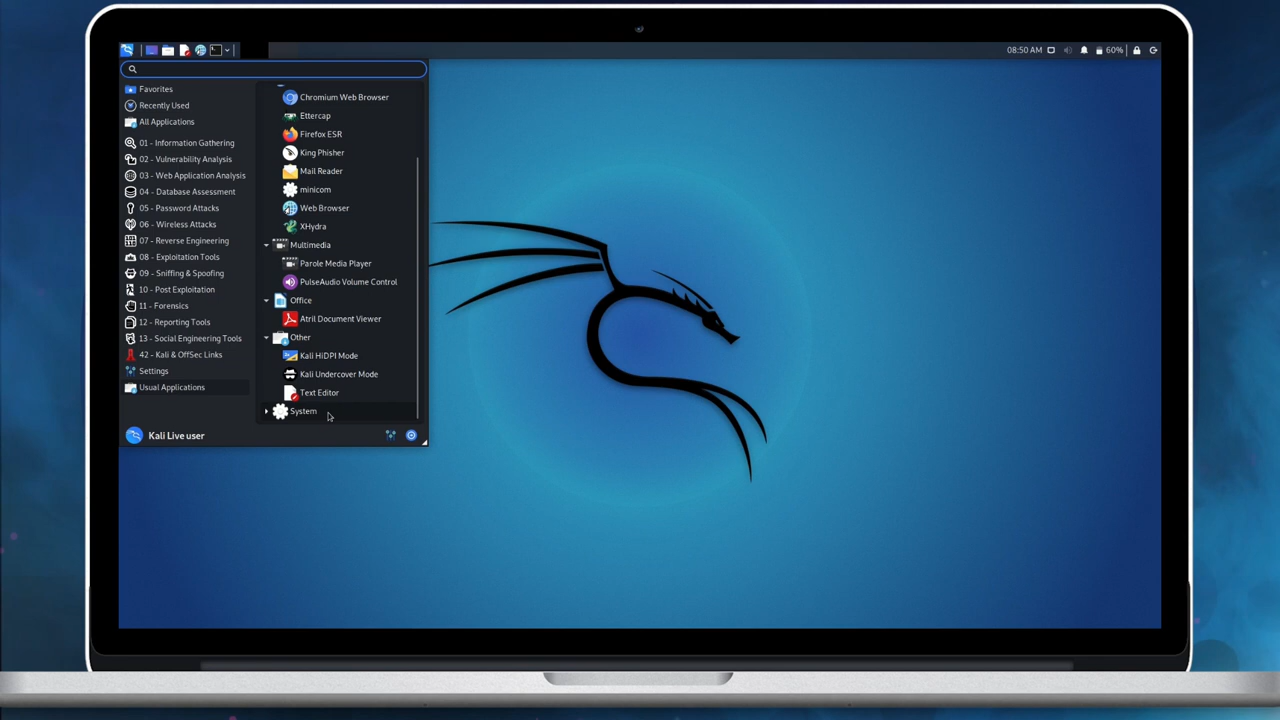 08:50 AM
60%
Favorites
Recently Used
All Applications
01 - Information Gathering
02 - Vulnerability Analysis
03 - Web Application Analysis
04 - Database Assessment
05 - Password Attacks
06 - Wireless Attacks
07 - Reverse Engineering
08 - Exploitation Tools
09 - Sniffing & Spoofing
10 - Post Exploitation
11 - Forensics
12 - Reporting Tools
13 - Social Engineering Tools
42 - Kali & OffSec Links
Settings
Usual Applications
Chromium Web Browser
Ettercap
Firefox ESR
King Phisher
Mail Reader
minicom
Web Browser
XHydra
Multimedia
Parole Media Player
PulseAudio Volume Control
Office
Atril Document Viewer
Other
Kali HiDPI Mode
Kali Undercover Mode
Text Editor
System
Kali Live user